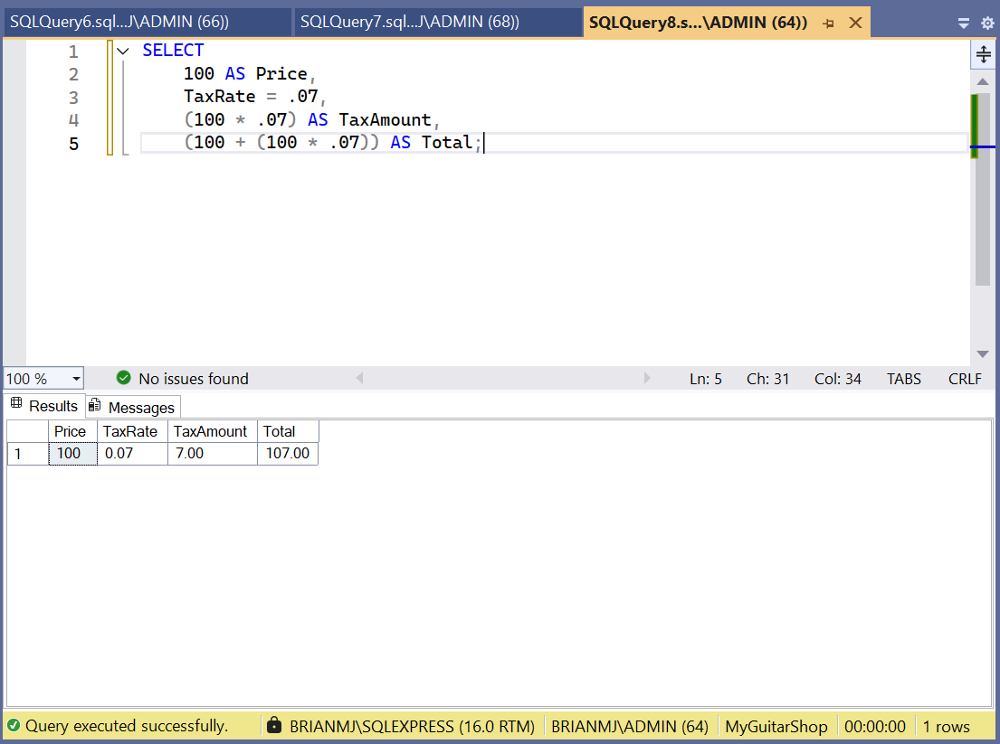 SQLQuery6.sql...J\ADMIN (66)) SQLQuery7.sql...J\ADMIN (68)) SQLQuery8.s...\ADMIN (64))
1 SELECT
2 100 AS Price,
3 TaxRate = .07,
4 (100 * .07) AS TaxAmount,
5 (100 + (100 * .07)) AS Total;
100 % No issues found Ln: 5 Ch: 31 Col: 34 TABS CRLF
Results Messages
Price TaxRate TaxAmount Total
1 100 0.07 7.00 107.00
Query executed successfully. BRIANMJ\SQLEXPRESS (16.0 RTM) BRIANMJ\ADMIN (64) MyGuitarShop 00:00:00 1 rows